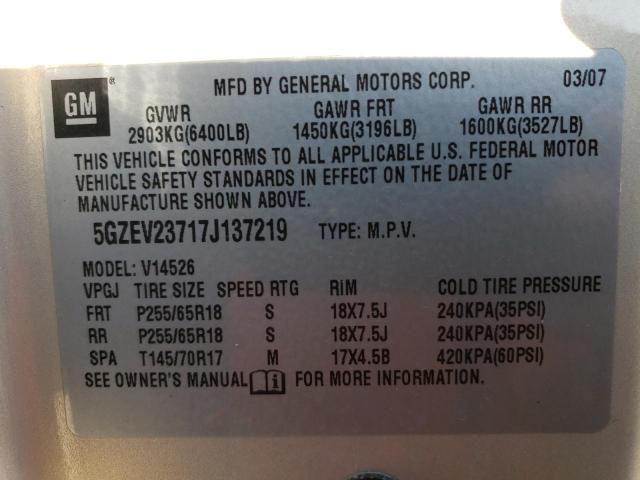 GM ® MFD BY GENERAL MOTORS CORP. 03/07
GVWR GAWR FRT GAWR RR
2903KG(6400LB) 1450KG(3196LB) 1600KG(3527LB)
THIS VEHICLE CONFORMS TO ALL APPLICABLE U.S. FEDERAL MOTOR
VEHICLE SAFETY STANDARDS IN EFFECT ON THE DATE OF
MANUFACTURE SHOWN ABOVE.
5GZEV23717J137219 TYPE: M.P.V.
MODEL: V14526
VPGJ TIRE SIZE SPEED RTG RIM COLD TIRE PRESSURE
FRT P255/65R18 S 18X7.5J 240KPA(35PSI)
RR P255/65R18 S 18X7.5J 240KPA(35PSI)
SPA T145/70R17 M 17X4.5B 420KPA(60PSI)
SEE OWNER'S MANUAL FOR MORE INFORMATION.